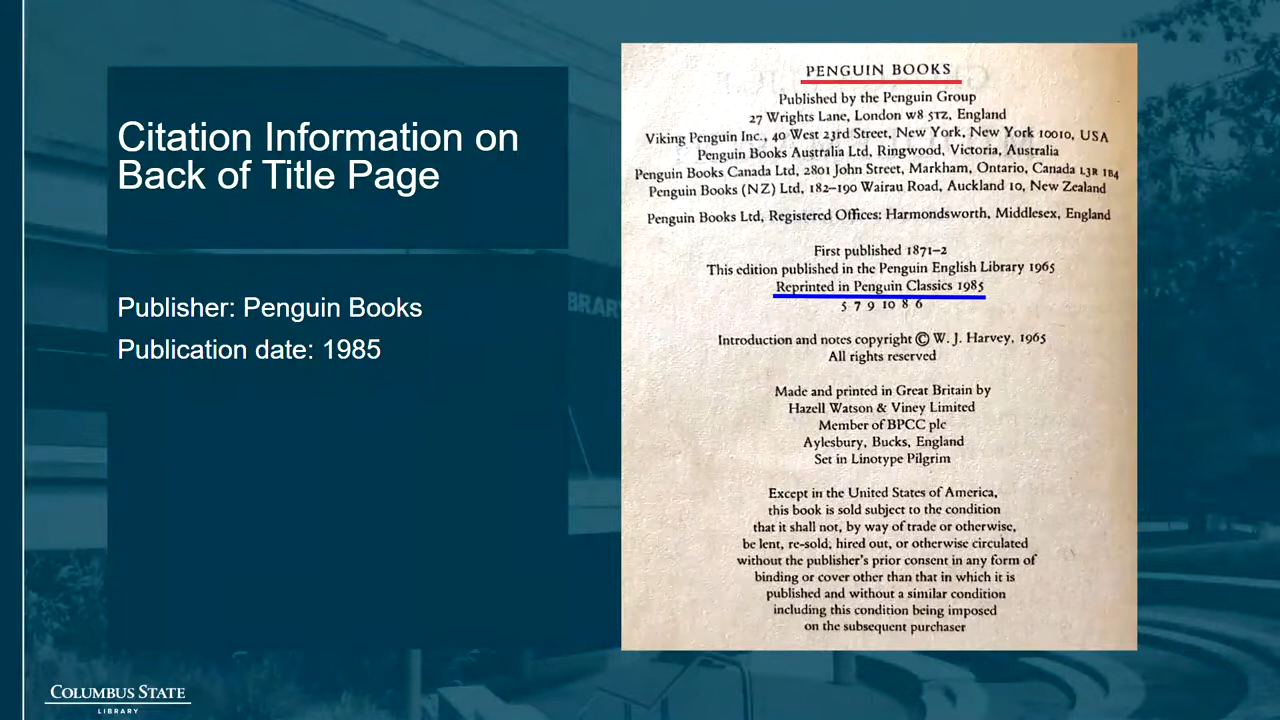 Citation Information on
Back of Title Page
Publisher: Penguin Books
Publication date: 1985
PENGUIN BOOKS
Published by the Penguin Group
27 Wrights Lane, London W8 5TZ, England
Viking Penguin Inc., 40 West 23rd Street, New York, New York 10010, USA
Penguin Books Australia Ltd, Ringwood, Victoria, Australia
Penguin Books Canada Ltd, 2801 John Street, Markham, Ontario, Canada L3R 1B4
Penguin Books (NZ) Ltd, 182–190 Wairau Road, Auckland 10, New Zealand
Penguin Books Ltd, Registered Offices: Harmondsworth, Middlesex, England
First published 1871–2
This edition published in the Penguin English Library 1965
Reprinted in Penguin Classics 1985
5 7 9 10 8 6
Introduction and notes copyright © W. J. Harvey, 1965
All rights reserved
Made and printed in Great Britain by
Hazell Watson & Viney Limited
Member of BPCC plc
Aylesbury, Bucks, England
Set in Linotype Pilgrim
Except in the United States of America,
this book is sold subject to the condition
that it shall not, by way of trade or otherwise,
be lent, re-sold, hired out, or otherwise circulated
without the publisher's prior consent in any form of
binding or cover other than that in which it is
published and without a similar condition
including this condition being imposed
on the subsequent purchaser
COLUMBUS STATE
LIBRARY